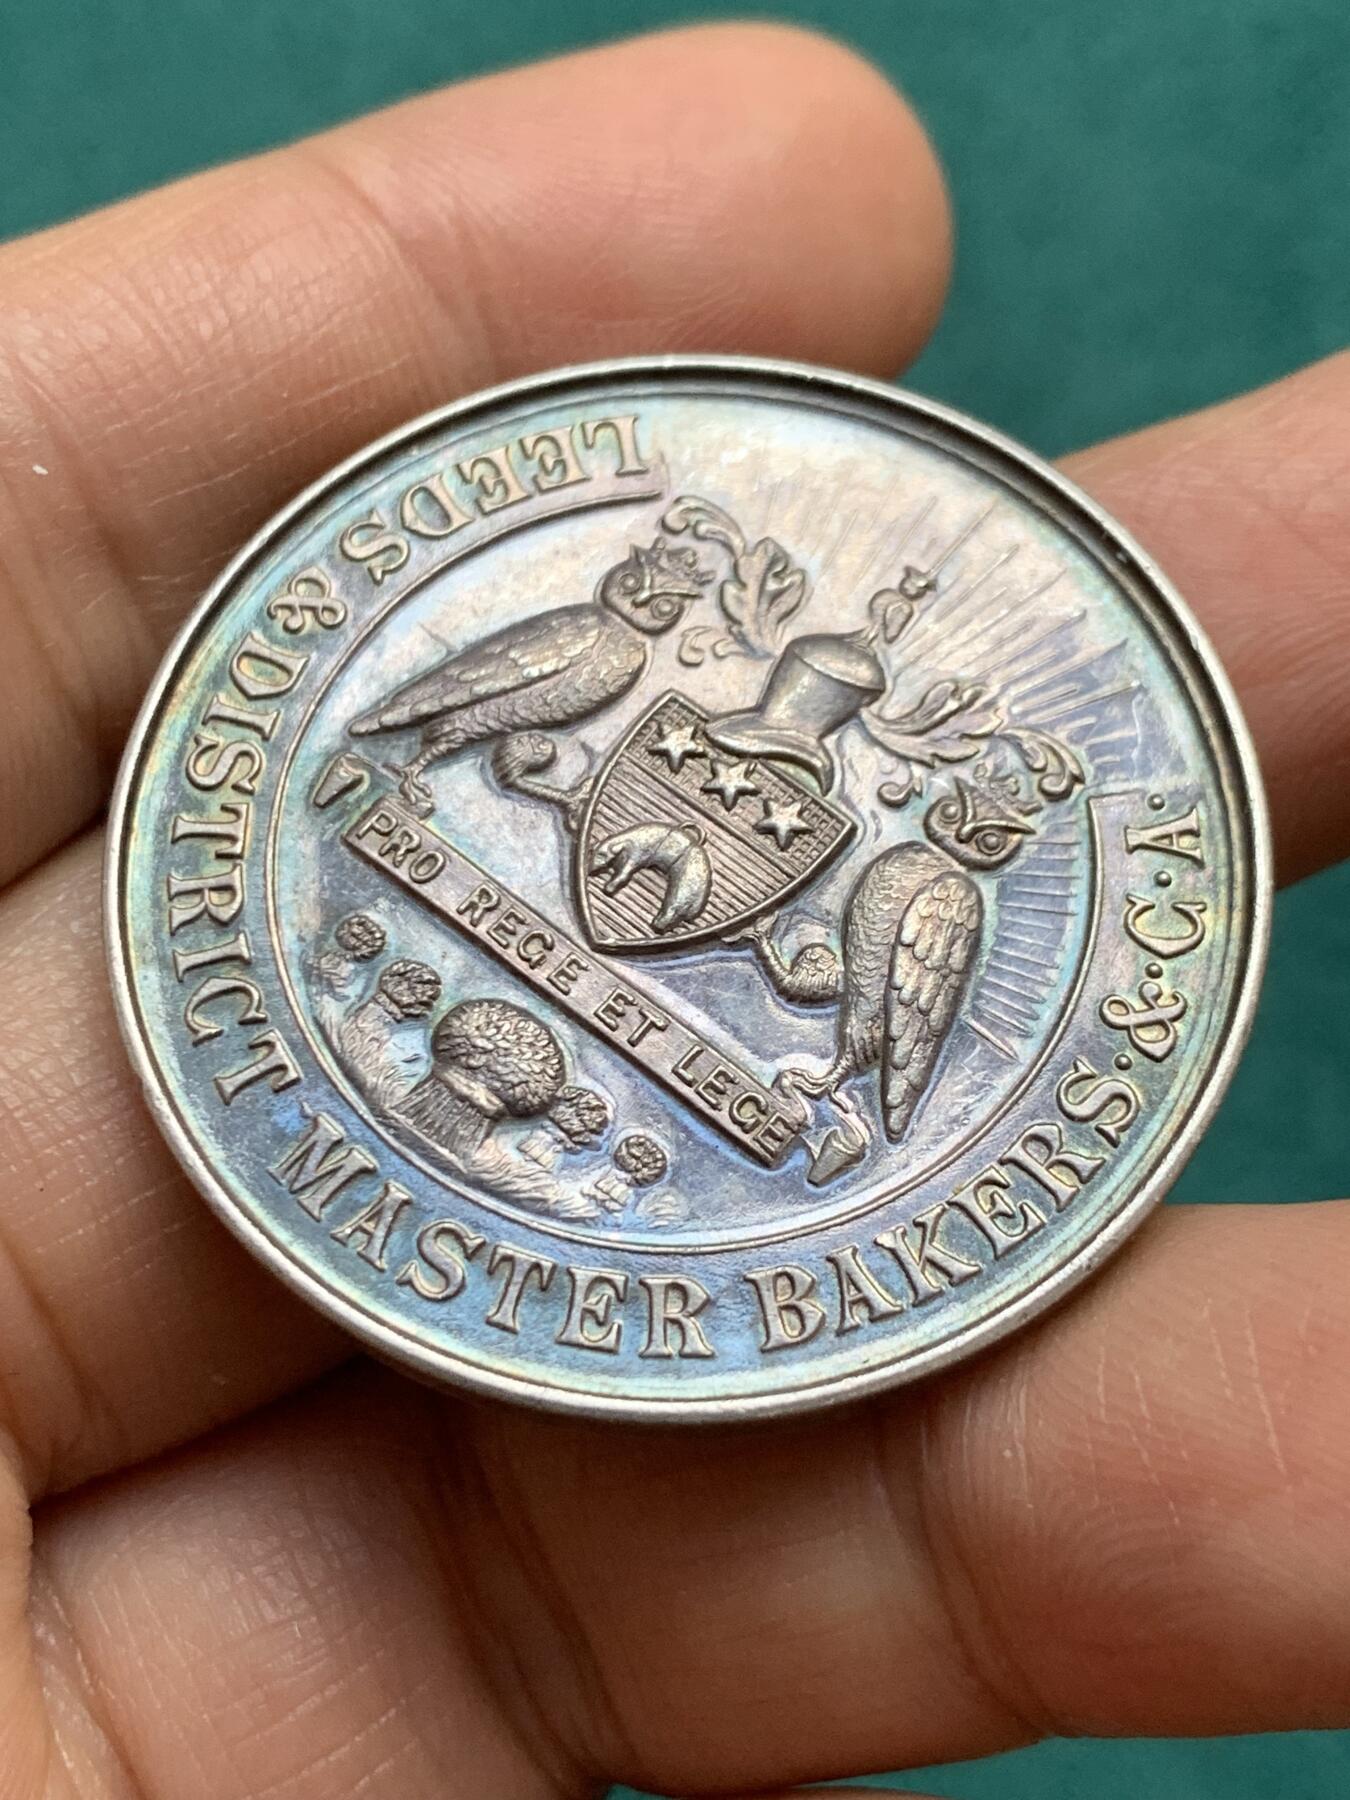 LEEDS & DISTRICT MASTER BAKERS. & C. A.
PRO REGE ET LEGE